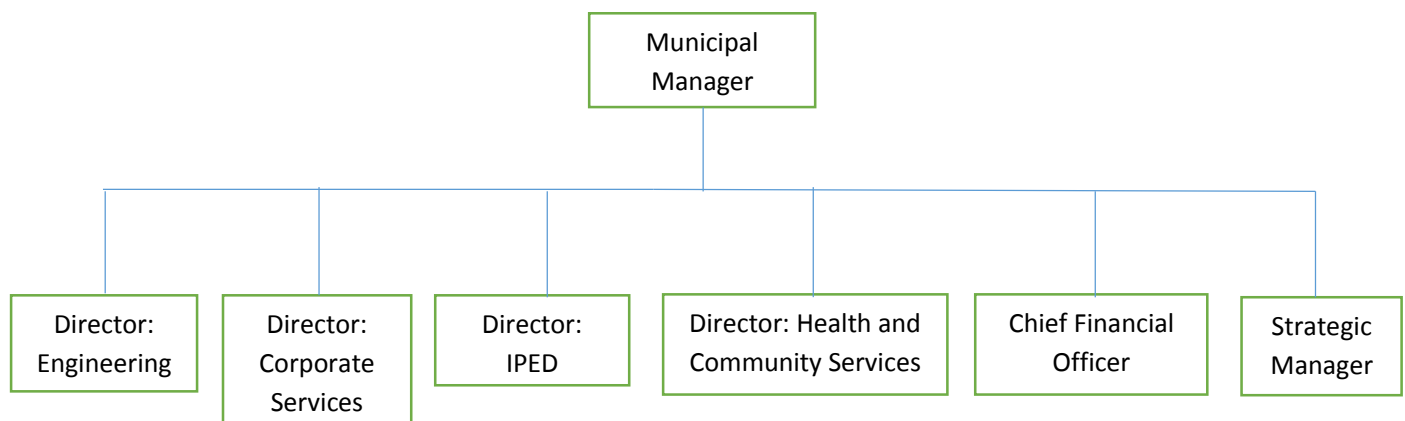 Municipal
Manager
Director:
Engineering
Director:
Corporate
Services
Director:
IPED
Director: Health and
Community Services
Chief Financial
Officer
Strategic
Manager